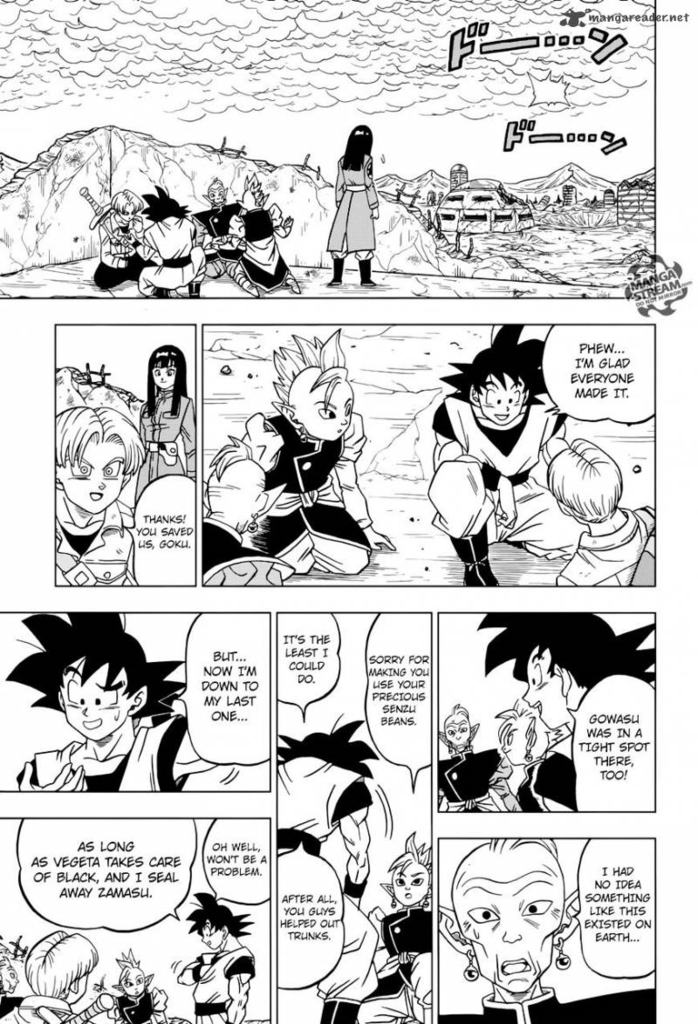 mangareader.net
ドー…ン
ドー…ン
MANGA
STREAM
DO NOT MIRROR
PHEW...
I'M GLAD
EVERYONE
MADE IT.
THANKS!
YOU SAVED
US, GOKU.
GOWASU
WAS IN A
TIGHT SPOT
THERE,
TOO!
SORRY FOR
MAKING YOU
USE YOUR
PRECIOUS
SENZU
BEANS.
IT'S THE
LEAST I
COULD
DO.
AFTER ALL,
YOU GUYS
HELPED OUT
TRUNKS.
BUT...
NOW I'M
DOWN TO
MY LAST
ONE...
I HAD
NO IDEA
SOMETHING
LIKE THIS
EXISTED ON
EARTH...
OH WELL,
WON'T BE A
PROBLEM.
AS LONG
AS VEGETA TAKES CARE
OF BLACK, AND I SEAL
AWAY ZAMASU.